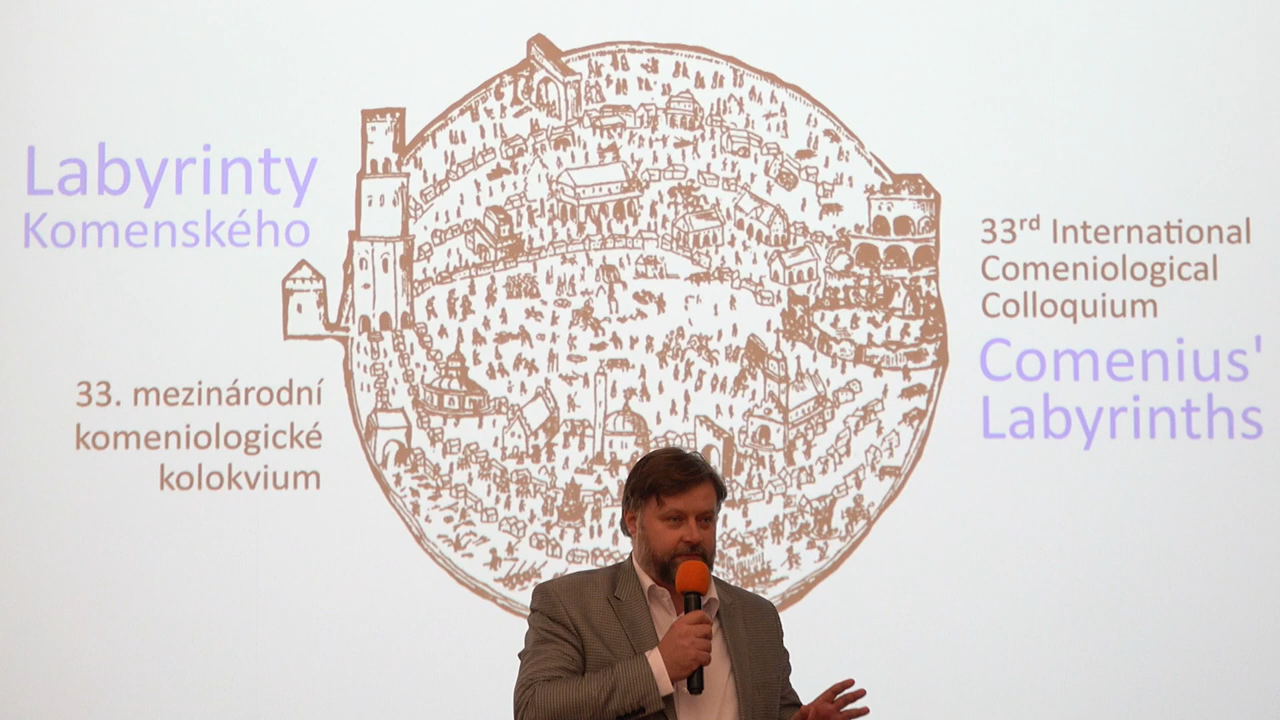 Labyrinty
Komenského
33. mezinárodní
komeniologické
kolokvium
33rd International
Comeniological
Colloquium
Comenius'
Labyrinths